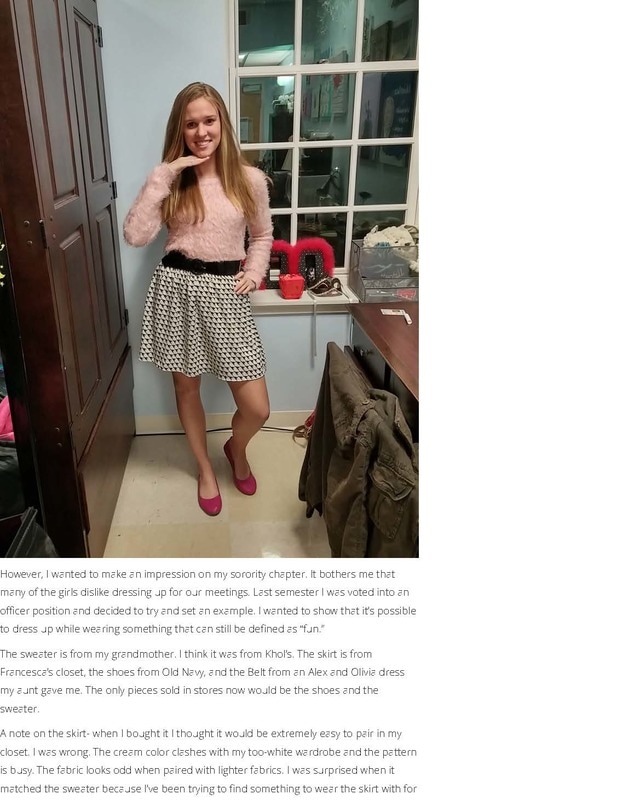 However, I wanted to make an impression on my sorority chapter. It bothers me that
many of the girls dislike dressing up for our meetings. Last semester I was voted into an
officer position and decided to try and set an example. I wanted to show that it's possible
to dress up while wearing something that can still be defined as "fun."
The sweater is from my grandmother. I think it was from Khol's. The skirt is from
Francesca's closet, the shoes from Old Navy, and the Belt from an Alex and Olivia dress
my aunt gave me. The only pieces sold in stores now would be the shoes and the
sweater.
A note on the skirt- when I bought it I thought it would be extremely easy to pair in my
closet. I was wrong. The cream color clashes with my too-white wardrobe and the pattern
is busy. The fabric looks odd when paired with lighter fabrics. I was surprised when it
matched the sweater because I've been trying to find something to wear the skirt with for